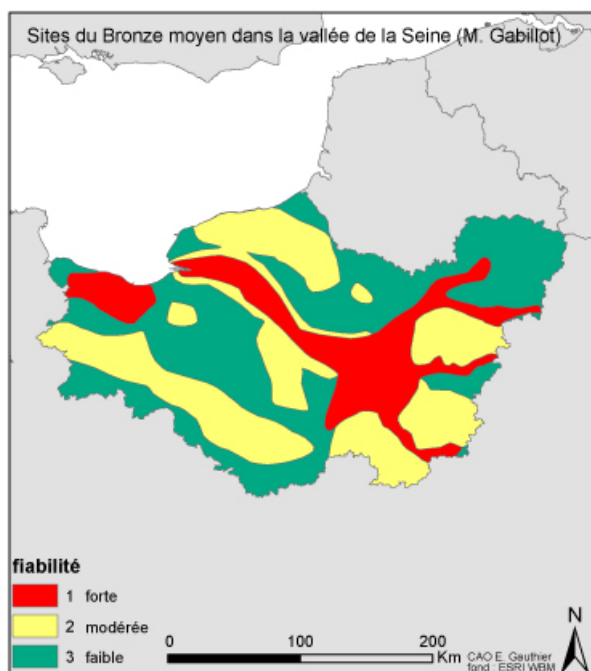 Sites du Bronze moyen dans la vallée de la Seine (M. Gabillot)
fiabilité
1 forte
2 modérée
3 faible
0 100 200
Km
CAO E. Gauthier
fond : ESRI WBM
N